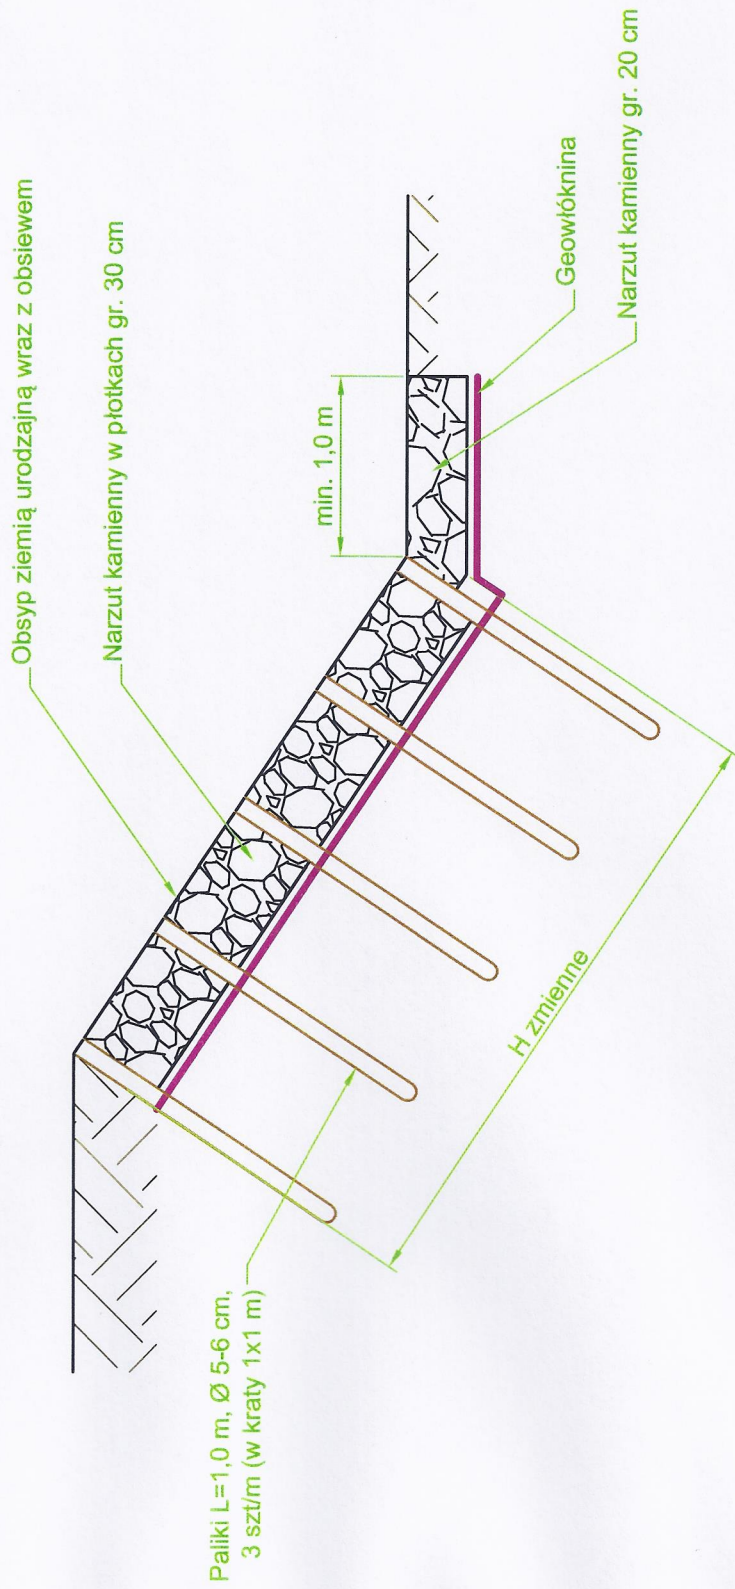 Obsyp ziemią urodzajną wraz z obsiewem
Narzut kamienny w płotkach gr. 30 cm
min. 1,0 m
Geowłóknina
Narzut kamienny gr. 20 cm
H zmienne
Paliki L=1,0 m, Ø 5-6 cm,
3 szt/m (w kraty 1x1 m)